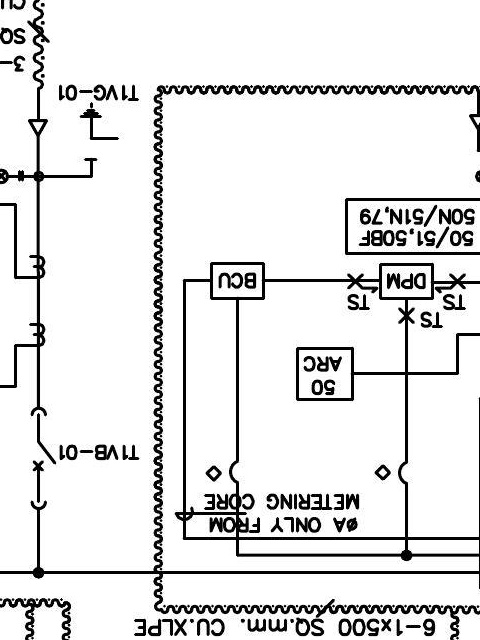 6-1x500 SQ.mm. CU.XLPE
ØA ONLY FROM
METERING CORE
T1VB-01
50
ARC
TS
TS
TS
DPM
BCU
50/51,50BF
50N/51N,79
T1VG-01
3-
SQ
CU